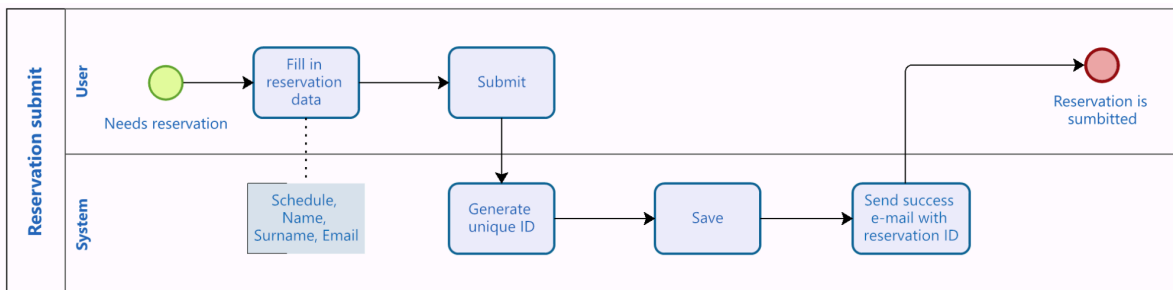 Reservation submit
User
Needs reservation
Fill in
reservation
data
Submit
Reservation is
sumbitted
System
Schedule,
Name,
Surname, Email
Generate
unique ID
Save
Send success
e-mail with
reservation ID